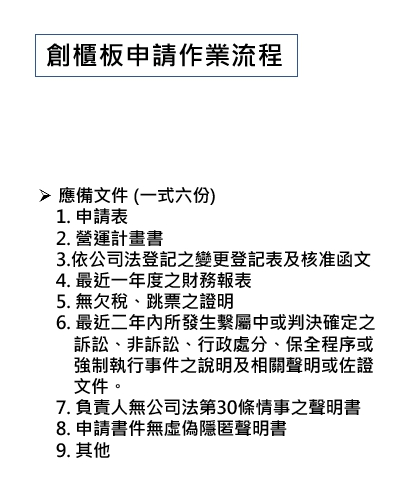 創櫃板申請作業流程
➢ 應備文件 (一式六份)
1. 申請表
2. 營運計畫書
3.依公司法登記之變更登記表及核准函文
4. 最近一年度之財務報表
5. 無欠稅、跳票之證明
6. 最近二年內所發生繫屬中或判決確定之
訴訟、非訴訟、行政處分、保全程序或
強制執行事件之說明及相關聲明或佐證
文件。
7. 負責人無公司法第30條情事之聲明書
8. 申請書件無虛偽隱匿聲明書
9. 其他